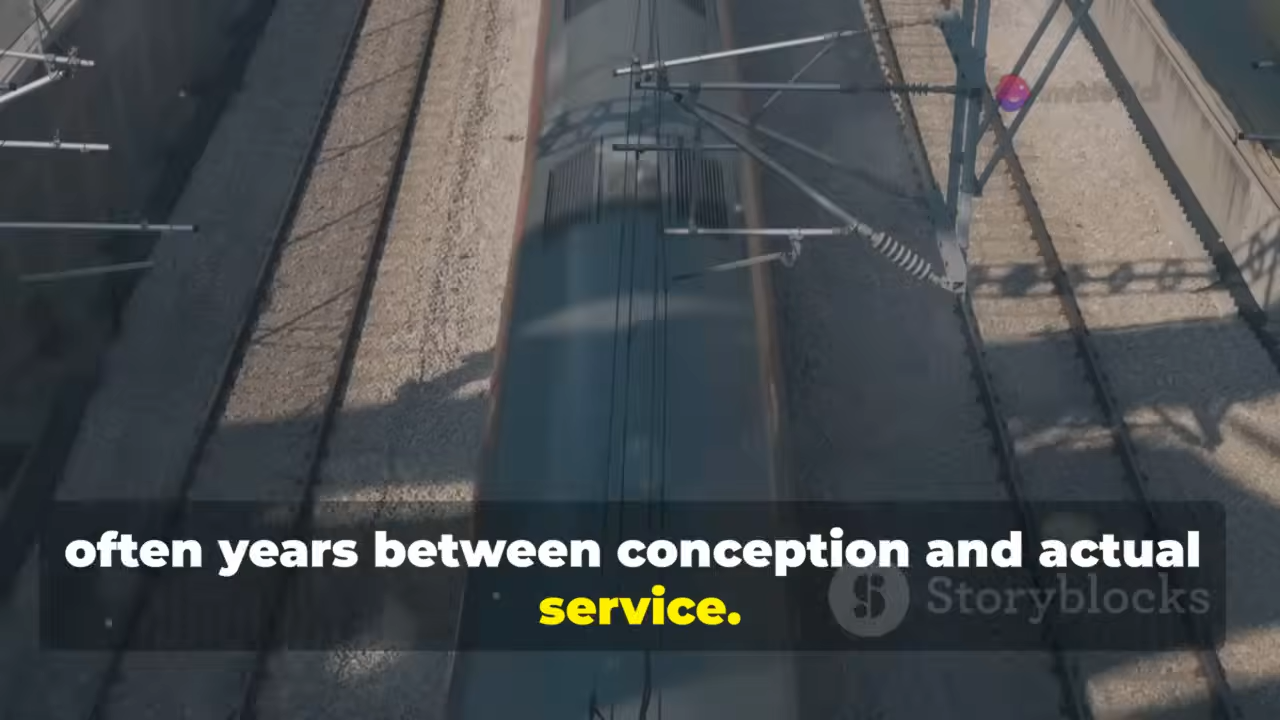 often years between conception and actual
service.
Storyblocks